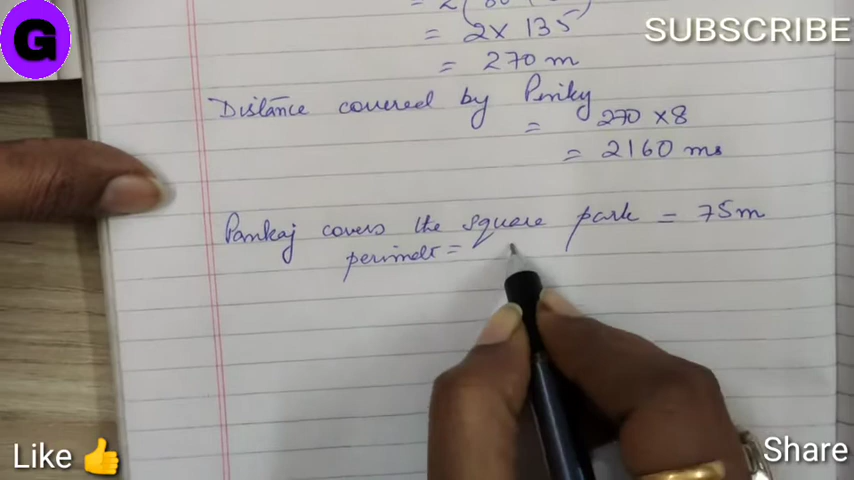 SUBSCRIBE
G
= 2 × 135
= 270 m
Distance covered by Pinky
= 270 × 8
= 2160 ms
Pankaj covers the square park = 75m
perimetr =
Like 👍
Share